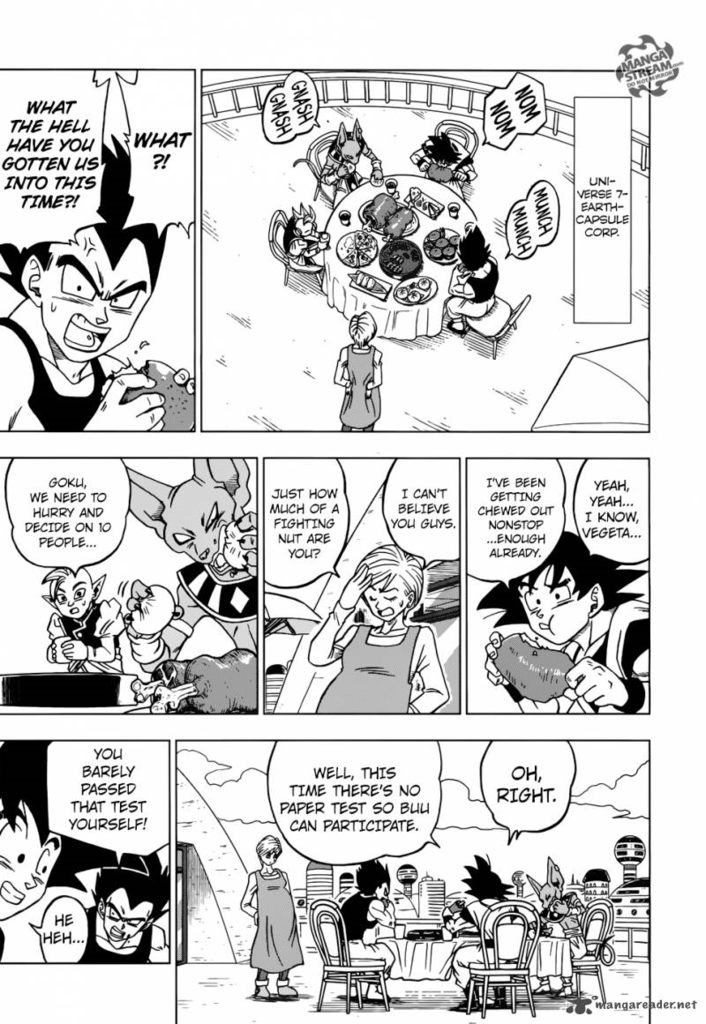 MANGA
STREAM.com
DO NOT MIRROR
UNI-
VERSE 7-
EARTH-
CAPSULE
CORP.
NOM
NOM
GNASH
GNASH
MUNCH
MUNCH
WHAT
?!
WHAT
THE HELL
HAVE YOU
GOTTEN US
INTO THIS
TIME?!
YEAH,
YEAH...
I KNOW,
VEGETA...
I'VE BEEN
GETTING
CHEWED OUT
NONSTOP
...ENOUGH
ALREADY.
I CAN'T
BELIEVE
YOU GUYS.
JUST HOW
MUCH OF A
FIGHTING
NUT ARE
YOU?
GOKU,
WE NEED TO
HURRY AND
DECIDE ON 10
PEOPLE...
OH,
RIGHT.
WELL, THIS
TIME THERE'S NO
PAPER TEST SO BUU
CAN PARTICIPATE.
YOU
BARELY
PASSED
THAT TEST
YOURSELF!
HE
HEH...
mangareader.net